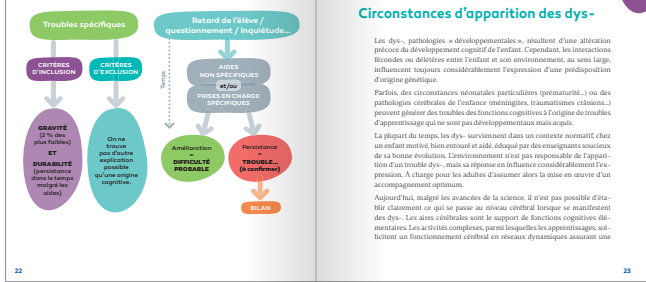 Troubles spécifiques
CRITÈRES
D'INCLUSION
CRITÈRES
D'EXCLUSION
GRAVITÉ
(2 % des
plus faibles)
ET
DURABILITÉ
(persistance
dans le temps
malgré les
aides)
On ne
trouve
pas d'autre
explication
possible
qu'une origine
cognitive.
Retard de l'élève /
questionnement / inquiétude...
Temps
AIDES
NON SPÉCIFIQUES
et/ou
PRISES EN CHARGE
SPÉCIFIQUES
Amélioration
=
DIFFICULTÉ
PROBABLE
Persistance
=
TROUBLE...
(à confirmer)
BILAN
22
Circonstances d'apparition des dys-
Les dys-, pathologies « développementales », résultent d'une altération
précoce du développement cognitif de l'enfant. Cependant, les interactions
fécondes ou délétères entre l'enfant et son environnement, au sens large,
influencent toujours considérablement l'expression d'une prédisposition
d'origine génétique.
Parfois, des circonstances néonatales particulières (prématurité...) ou des
pathologies cérébrales de l'enfance (méningites, traumatismes crâniens...)
peuvent générer des troubles des fonctions cognitives à l'origine de troubles
d'apprentissage qui ne sont pas développementaux mais acquis.
La plupart du temps, les dys- surviennent dans un contexte normatif, chez
un enfant motivé, bien entouré et aidé, éduqué par des enseignants soucieux
de sa bonne évolution. L'environnement n'est pas responsable de l'appari-
tion d'un trouble dys-, mais sa réponse en influence considérablement l'ex-
pression. À charge pour les adultes d'assumer alors la mise en œuvre d'un
accompagnement optimum.
Aujourd'hui, malgré les avancées de la science, il n'est pas possible d'éta-
blir clairement ce qui se passe au niveau cérébral lorsque se manifestent
des dys-. Les aires cérébrales sont le support de fonctions cognitives élé-
mentaires. Les activités complexes, parmi lesquelles les apprentissages, sol-
licitent un fonctionnement cérébral en réseaux dynamiques assurant une
23